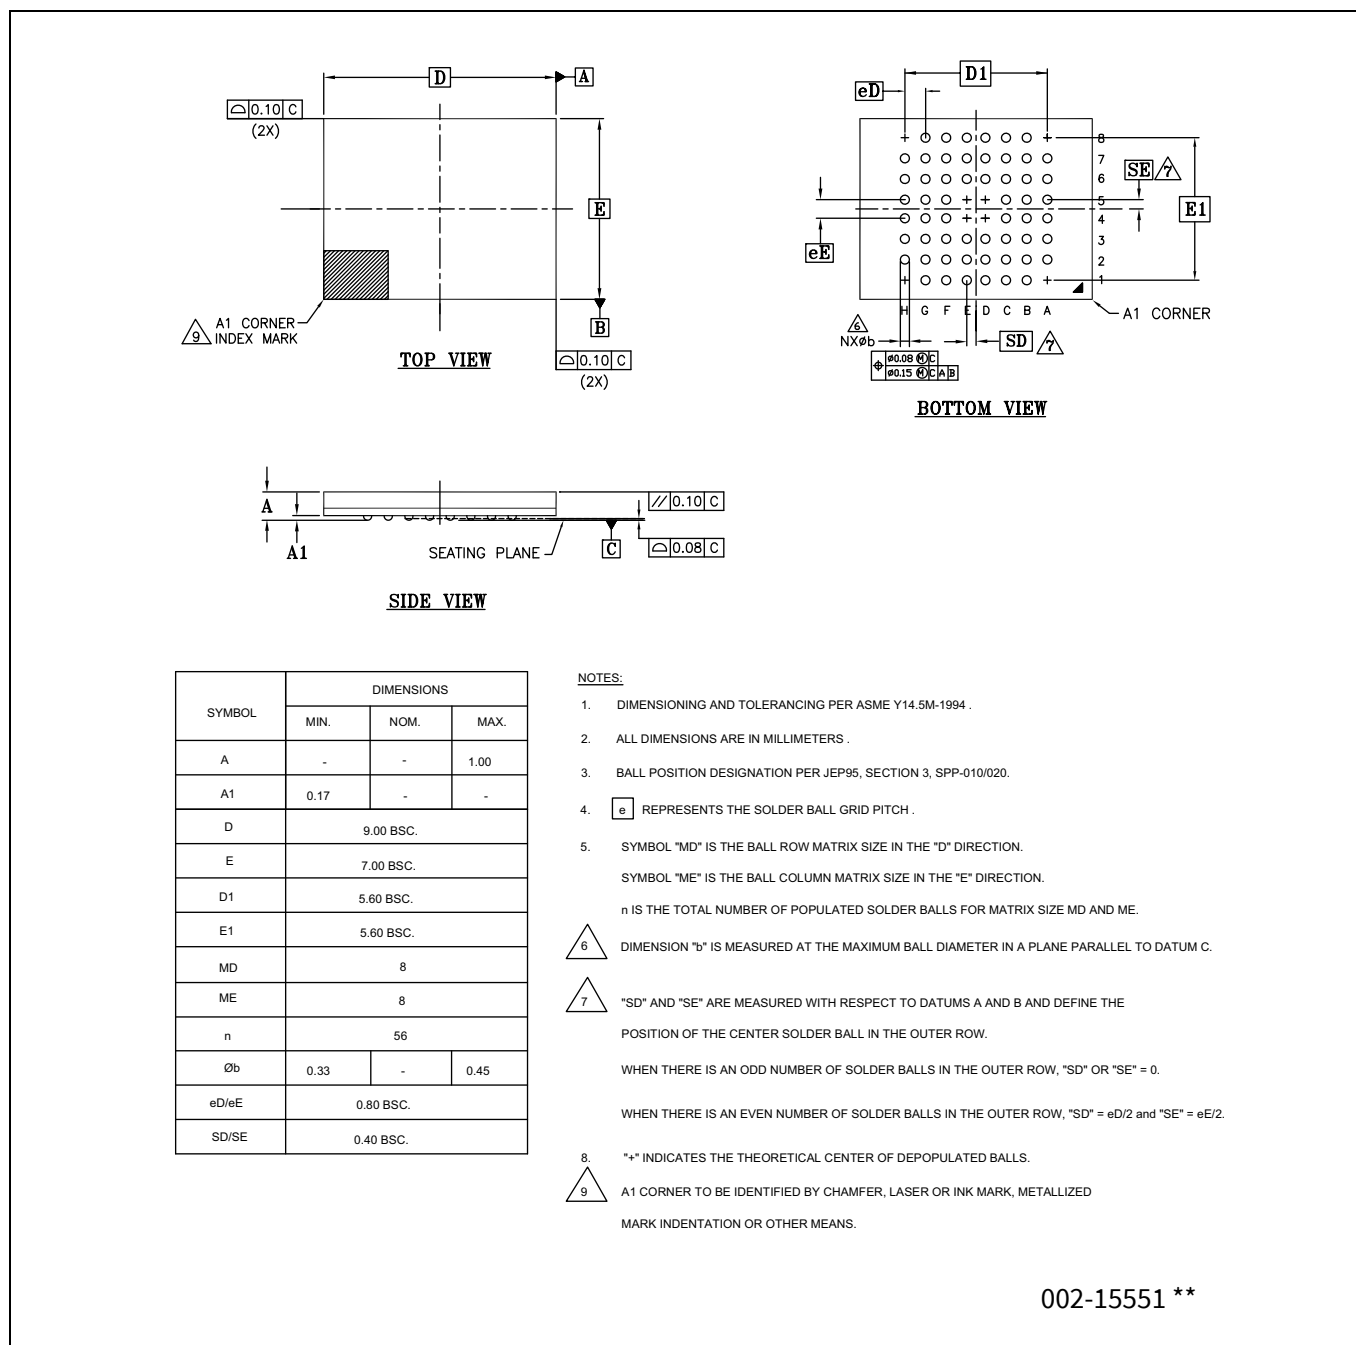 D
A
0.10 C
(2X)
E
B
A1 CORNER
INDEX MARK
9
TOP VIEW
0.10 C
(2X)
D1
eD
8
7
6
5
4
3
2
1
SE 7
E1
eE
H G F E D C B A
A1 CORNER
6
NXØb
SD 7
Ø0.08 M C
Ø0.15 M C A B
BOTTOM VIEW
A
A1
// 0.10 C
SEATING PLANE
C
0.08 C
SIDE VIEW
SYMBOL DIMENSIONS
MIN. NOM. MAX.
A - - 1.00
A1 0.17 - -
D 9.00 BSC.
E 7.00 BSC.
D1 5.60 BSC.
E1 5.60 BSC.
MD 8
ME 8
n 56
Øb 0.33 - 0.45
eD/eE 0.80 BSC.
SD/SE 0.40 BSC.
NOTES:
1. DIMENSIONING AND TOLERANCING PER ASME Y14.5M-1994 .
2. ALL DIMENSIONS ARE IN MILLIMETERS .
3. BALL POSITION DESIGNATION PER JEP95, SECTION 3, SPP-010/020.
4. e REPRESENTS THE SOLDER BALL GRID PITCH .
5. SYMBOL "MD" IS THE BALL ROW MATRIX SIZE IN THE "D" DIRECTION.
SYMBOL "ME" IS THE BALL COLUMN MATRIX SIZE IN THE "E" DIRECTION.
n IS THE TOTAL NUMBER OF POPULATED SOLDER BALLS FOR MATRIX SIZE MD AND ME.
6 DIMENSION "b" IS MEASURED AT THE MAXIMUM BALL DIAMETER IN A PLANE PARALLEL TO DATUM C.
7 "SD" AND "SE" ARE MEASURED WITH RESPECT TO DATUMS A AND B AND DEFINE THE
POSITION OF THE CENTER SOLDER BALL IN THE OUTER ROW.
WHEN THERE IS AN ODD NUMBER OF SOLDER BALLS IN THE OUTER ROW, "SD" OR "SE" = 0.
WHEN THERE IS AN EVEN NUMBER OF SOLDER BALLS IN THE OUTER ROW, "SD" = eD/2 and "SE" = eE/2.
8. "+" INDICATES THE THEORETICAL CENTER OF DEPOPULATED BALLS.
9 A1 CORNER TO BE IDENTIFIED BY CHAMFER, LASER OR INK MARK, METALLIZED
MARK INDENTATION OR OTHER MEANS.
002-15551 **